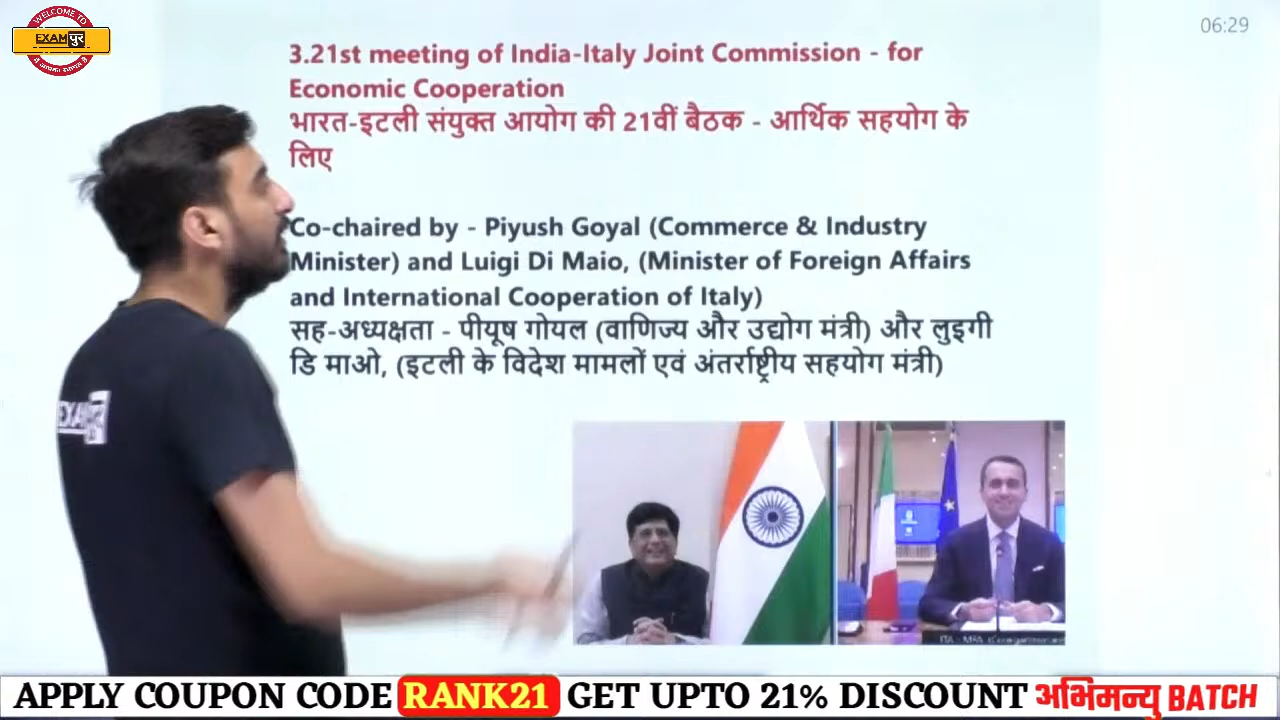 WELCOME TO
EXAMपुर
06:29
3.21st meeting of India-Italy Joint Commission - for
Economic Cooperation
भारत-इटली संयुक्त आयोग की 21वीं बैठक - आर्थिक सहयोग के
लिए
Co-chaired by - Piyush Goyal (Commerce & Industry
Minister) and Luigi Di Maio, (Minister of Foreign Affairs
and International Cooperation of Italy)
सह-अध्यक्षता - पीयूष गोयल (वाणिज्य और उद्योग मंत्री) और लुइगी
डि माओ, (इटली के विदेश मामलों एवं अंतर्राष्ट्रीय सहयोग मंत्री)
EXAMपुर
APPLY COUPON CODE RANK21 GET UPTO 21% DISCOUNT अभिमन्यु BATCH